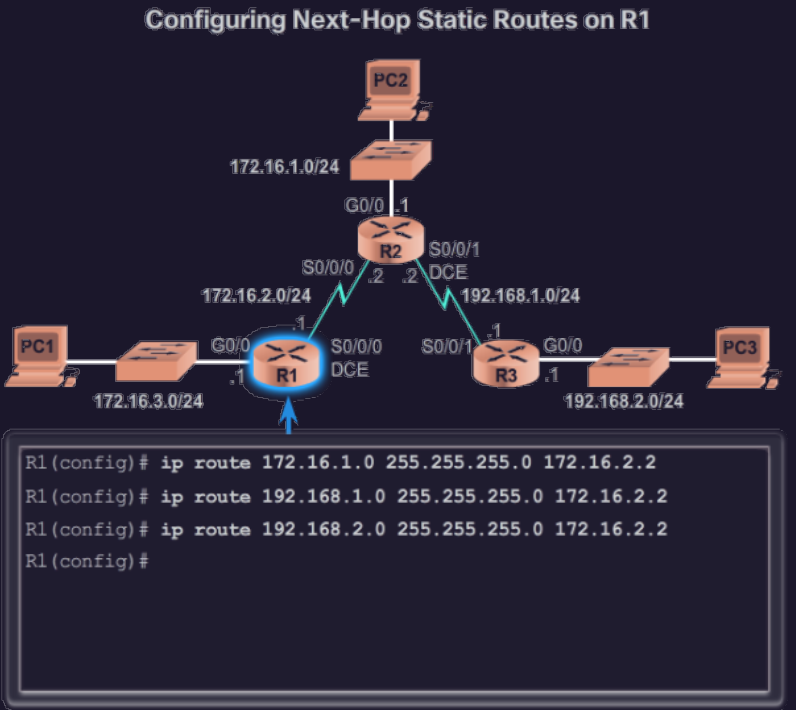 Configuring Next-Hop Static Routes on R1
PC2
172.16.1.0/24
G0/0 .1
R2
S0/0/1
S0/0/0 .2 .2 DCE
172.16.2.0/24
192.168.1.0/24
.1 .1
PC1
G0/0 S0/0/0
S0/0/1 G0/0
PC3
.1 R1 DCE
R3 .1
172.16.3.0/24
192.168.2.0/24
R1(config)# ip route 172.16.1.0 255.255.255.0 172.16.2.2
R1(config)# ip route 192.168.1.0 255.255.255.0 172.16.2.2
R1(config)# ip route 192.168.2.0 255.255.255.0 172.16.2.2
R1(config)#